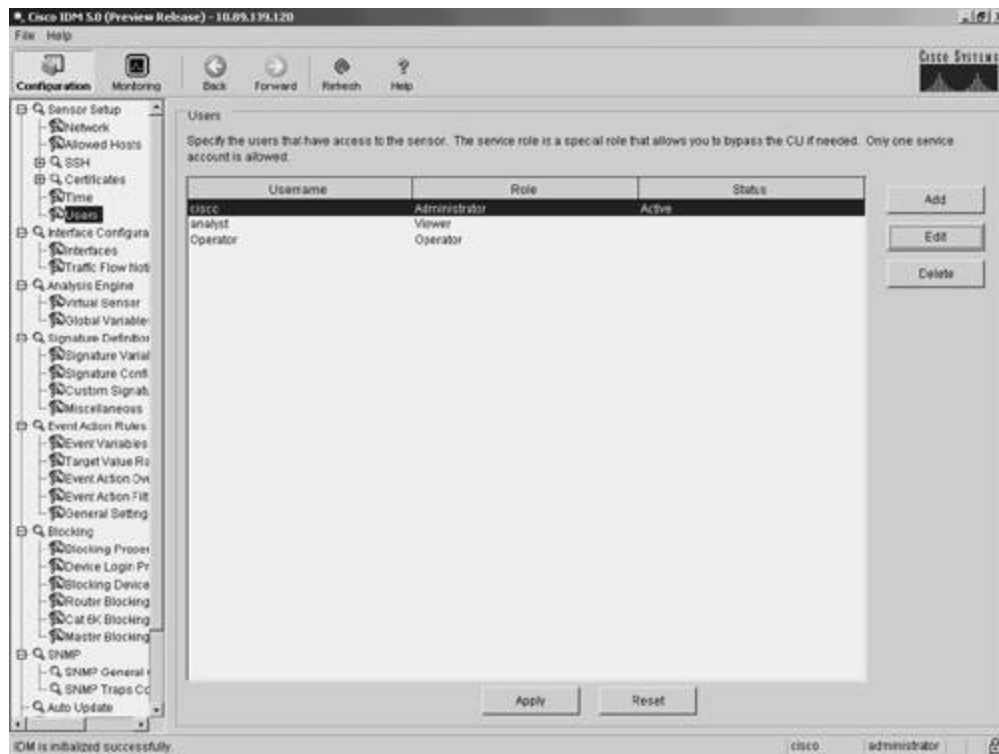 Cisco IDM 5.0 (Preview Release) - 10.89.139.120
File Help
Configuration Monitoring Back Forward Refresh Help
CISCO SYSTEMS
Sensor Setup
Network
Allowed Hosts
SSH
Certificates
Time
Users
Interface Configura
Interfaces
Traffic Flow Noti
Analysis Engine
Virtual Sensor
Global Variable
Signature Definition
Signature Variab
Signature Confi
Custom Signatu
Miscellaneous
Event Action Rules
Event Variables
Target Value Ra
Event Action Ove
Event Action Filt
General Setting
Blocking
Blocking Proper
Device Login Pr
Blocking Device
Router Blocking
Cat 6K Blocking
Master Blocking
SNMP
SNMP General
SNMP Traps Co
Auto Update
Users
Specify the users that have access to the sensor. The service role is a special role that allows you to bypass the CLI if needed. Only one service
account is allowed.
Username Role Status
cisco Administrator Active
analyst Viewer
Operator Operator
Add
Edit
Delete
Apply Reset
IDM is initialized successfully. cisco administrator